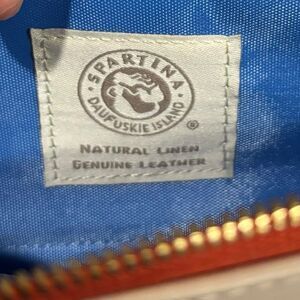 SPARTINA
DAUFUSKIE ISLAND
®
NATURAL LINEN
GENUINE LEATHER